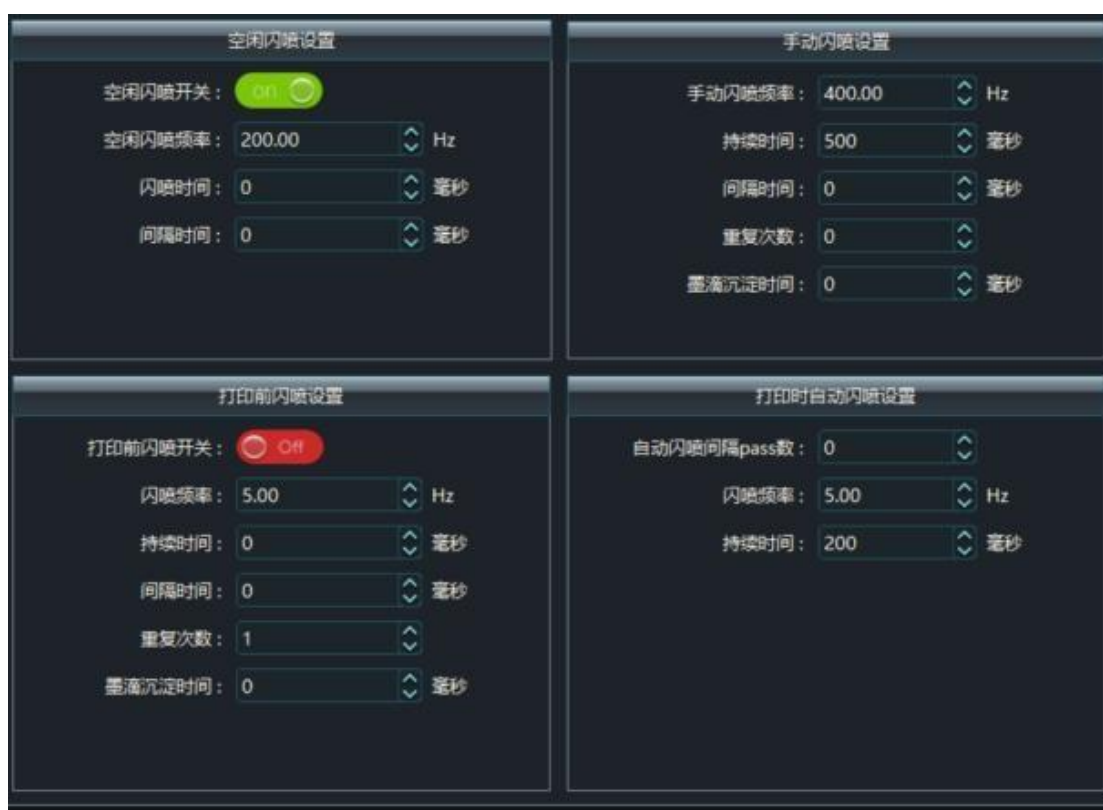 空闲闪喷设置
空闲闪喷开关： on
空闲闪喷频率： 200.00 Hz
闪喷时间： 0 毫秒
间隔时间： 0 毫秒
手动闪喷设置
手动闪喷频率： 400.00 Hz
持续时间： 500 毫秒
间隔时间： 0 毫秒
重复次数： 0
墨滴沉淀时间： 0 毫秒
打印前闪喷设置
打印前闪喷开关： Off
闪喷频率： 5.00 Hz
持续时间： 0 毫秒
间隔时间： 0 毫秒
重复次数： 1
墨滴沉淀时间： 0 毫秒
打印时自动闪喷设置
自动闪喷间隔pass数： 0
闪喷频率： 5.00 Hz
持续时间： 200 毫秒